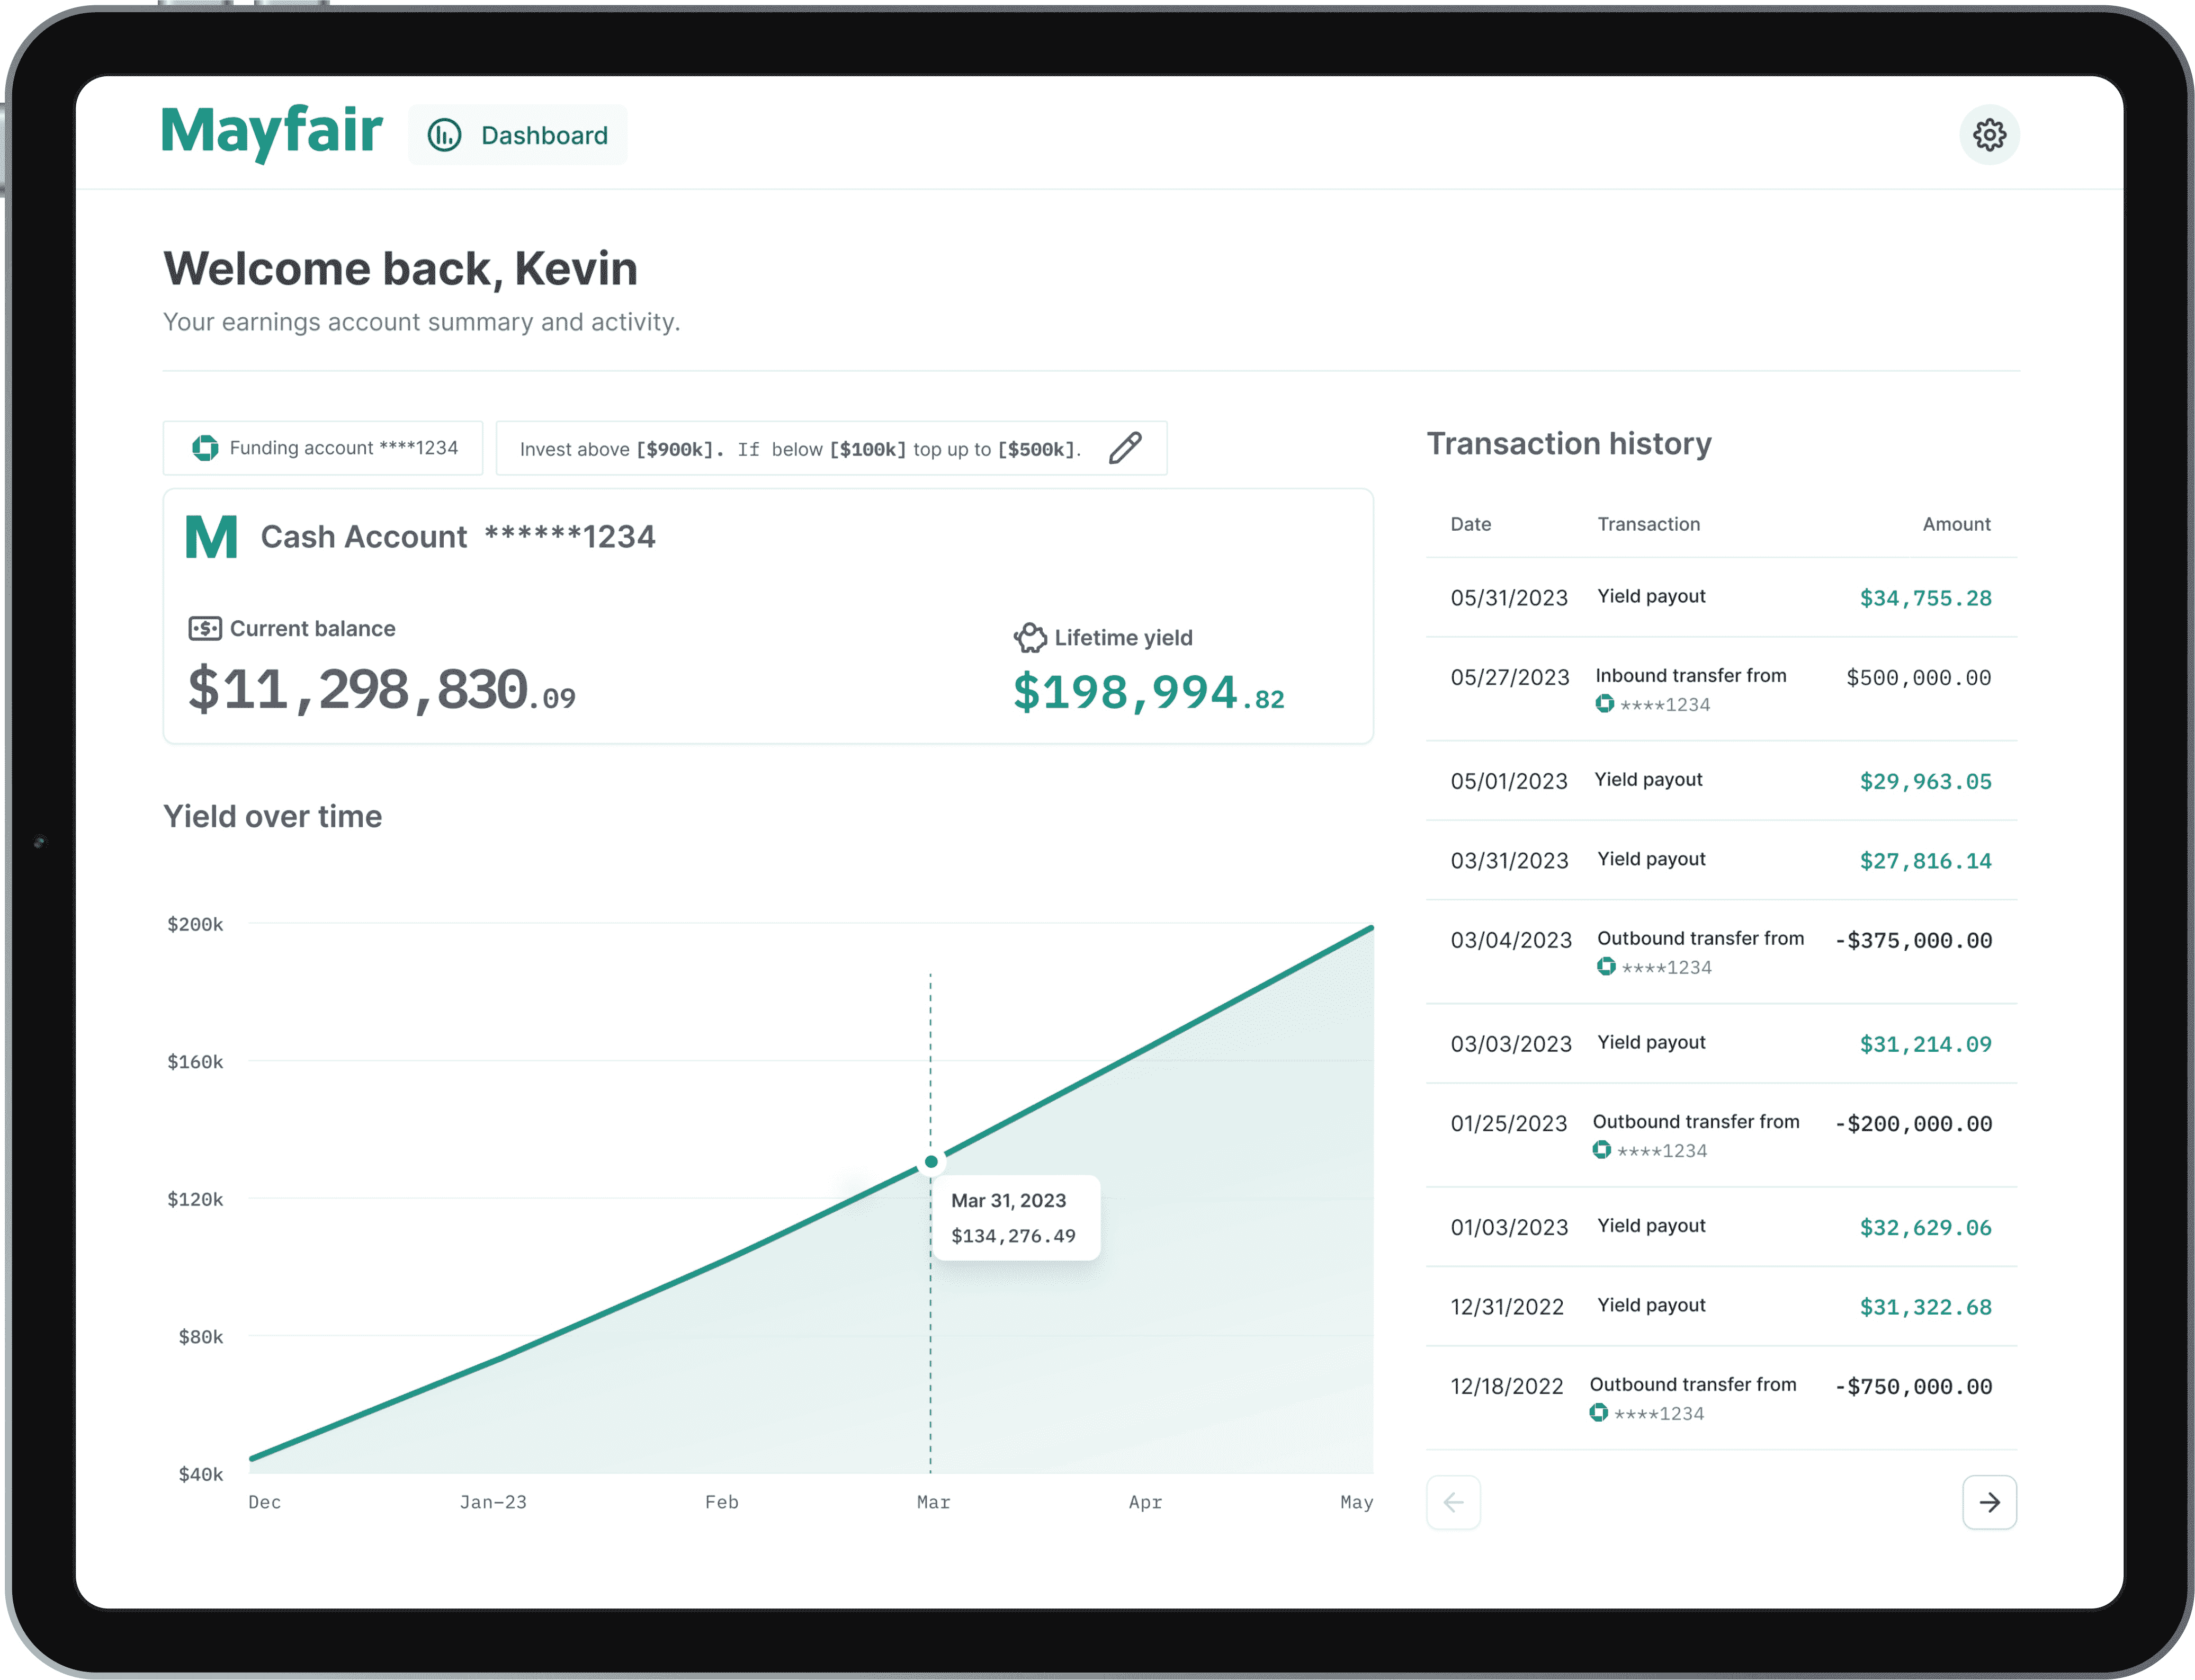 Mayfair
Dashboard
Welcome back, Kevin
Your earnings account summary and activity.
Funding account ****1234
Invest above [$900k]. If below [$100k] top up to [$500k].
M
Cash Account ******1234
Current balance
$11,298,830.09
Lifetime yield
$198,994.82
Yield over time
$200k
$160k
$120k
$80k
$40k
Mar 31, 2023
$134,276.49
Dec Jan-23 Feb Mar Apr May
Transaction history
Date Transaction Amount
05/31/2023 Yield payout $34,755.28
05/27/2023 Inbound transfer from $500,000.00
****1234
05/01/2023 Yield payout $29,963.05
03/31/2023 Yield payout $27,816.14
03/04/2023 Outbound transfer from -$375,000.00
****1234
03/03/2023 Yield payout $31,214.09
01/25/2023 Outbound transfer from -$200,000.00
****1234
01/03/2023 Yield payout $32,629.06
12/31/2022 Yield payout $31,322.68
12/18/2022 Outbound transfer from -$750,000.00
****1234